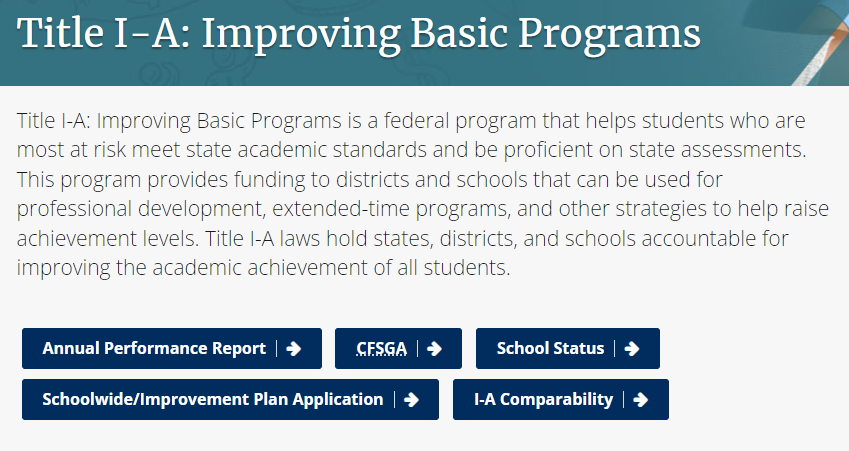 Title I-A: Improving Basic Programs
Title I-A: Improving Basic Programs is a federal program that helps students who are
most at risk meet state academic standards and be proficient on state assessments.
This program provides funding to districts and schools that can be used for
professional development, extended-time programs, and other strategies to help raise
achievement levels. Title I-A laws hold states, districts, and schools accountable for
improving the academic achievement of all students.
Annual Performance Report
CFSGA
School Status
Schoolwide/Improvement Plan Application
I-A Comparability